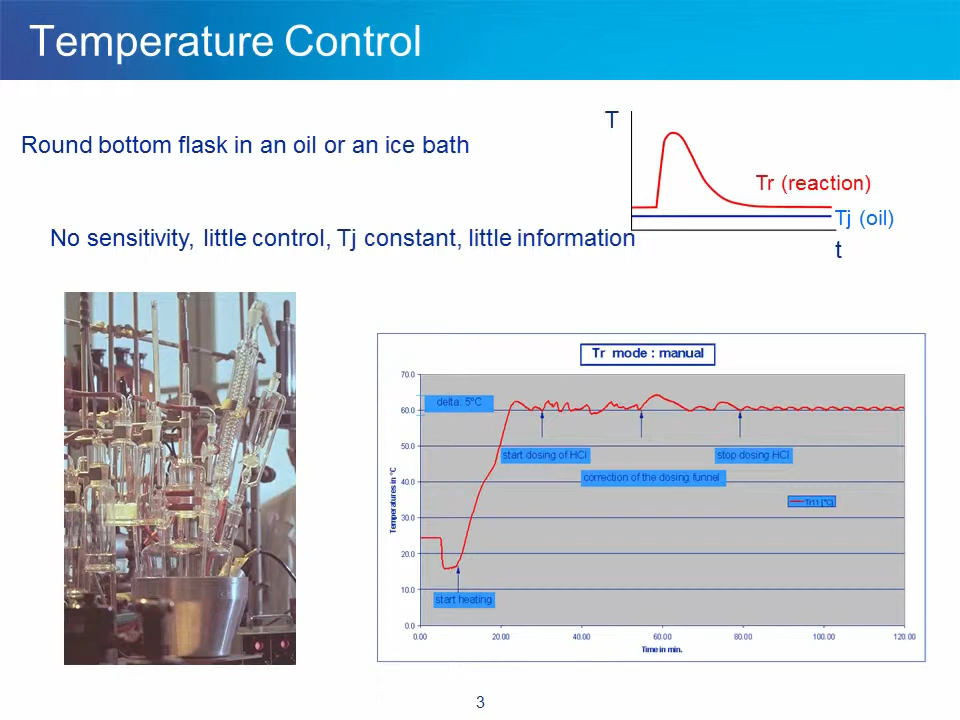 Temperature Control
Round bottom flask in an oil or an ice bath
T
Tr (reaction)
Tj (oil)
t
No sensitivity, little control, Tj constant, little information
Tr mode : manual
70.0
60.0
50.0
40.0
30.0
20.0
10.0
0.0
Temperatures in °C
delta: 5°C
start dosing of HCl
stop dosing HCl
correction of the dosing funnel
start heating
0.00
20.00
40.00
60.00
80.00
100.00
120.00
Time in min.
3